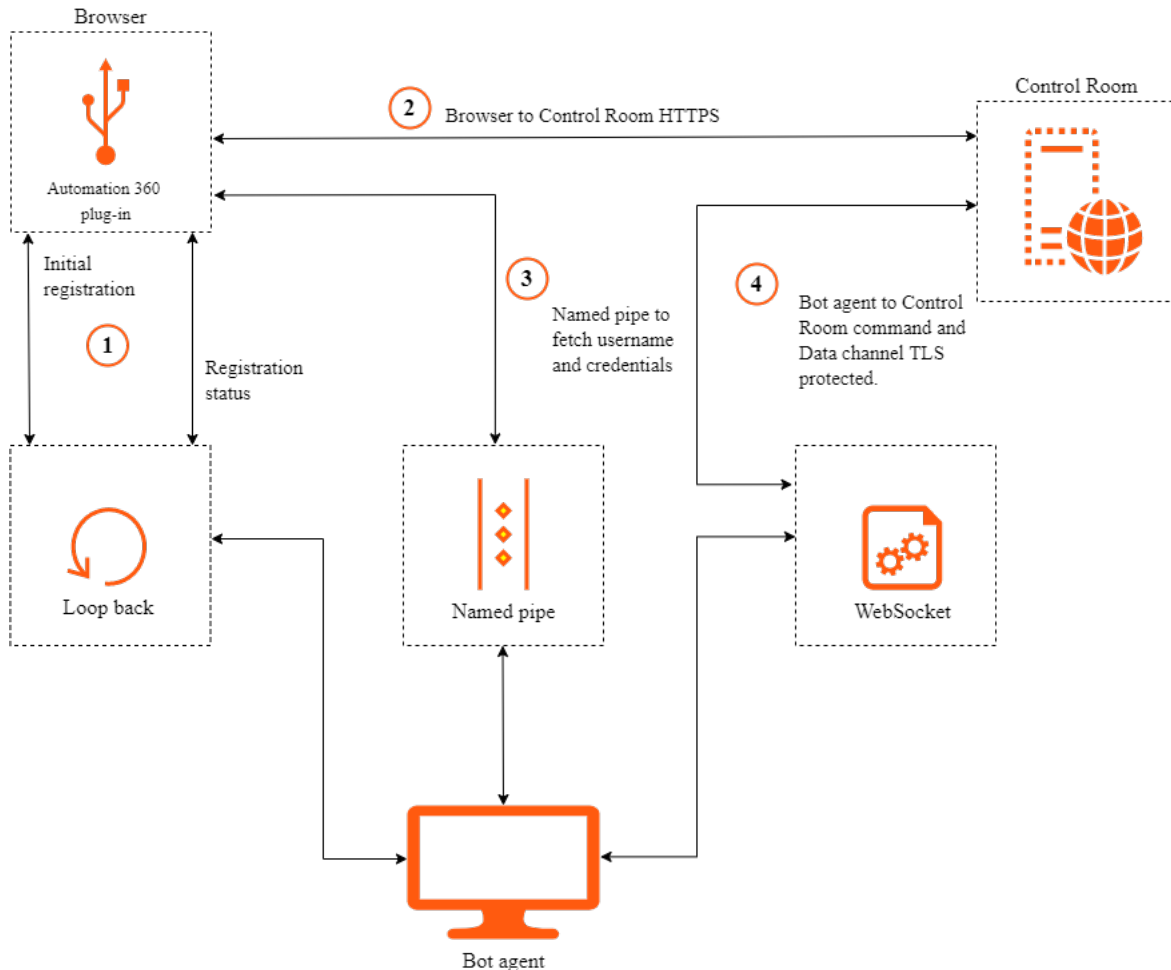 Browser
Control Room
2
Browser to Control Room HTTPS
Automation 360
plug-in
Initial
registration
1
Registration
status
3
Named pipe to
fetch username
and credentials
4
Bot agent to Control
Room command and
Data channel TLS
protected.
Loop back
Named pipe
WebSocket
Bot agent